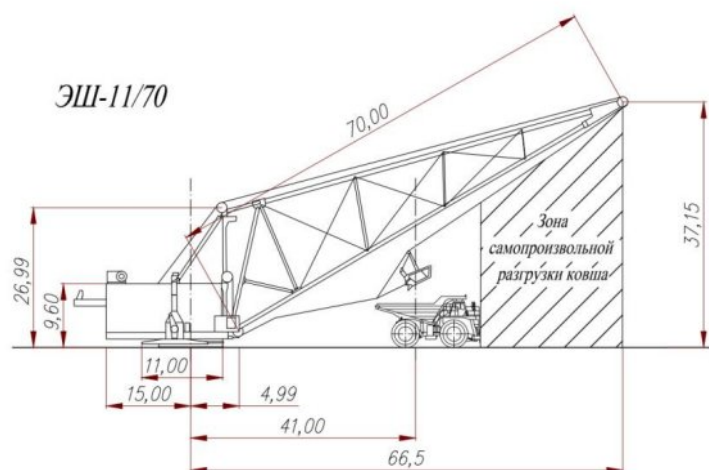 ЭШ-11/70
70,00
26,99
9,60
37,15
Зона
самопроизвольной
разгрузки ковша
11,00
15,00
4,99
41,00
66,5